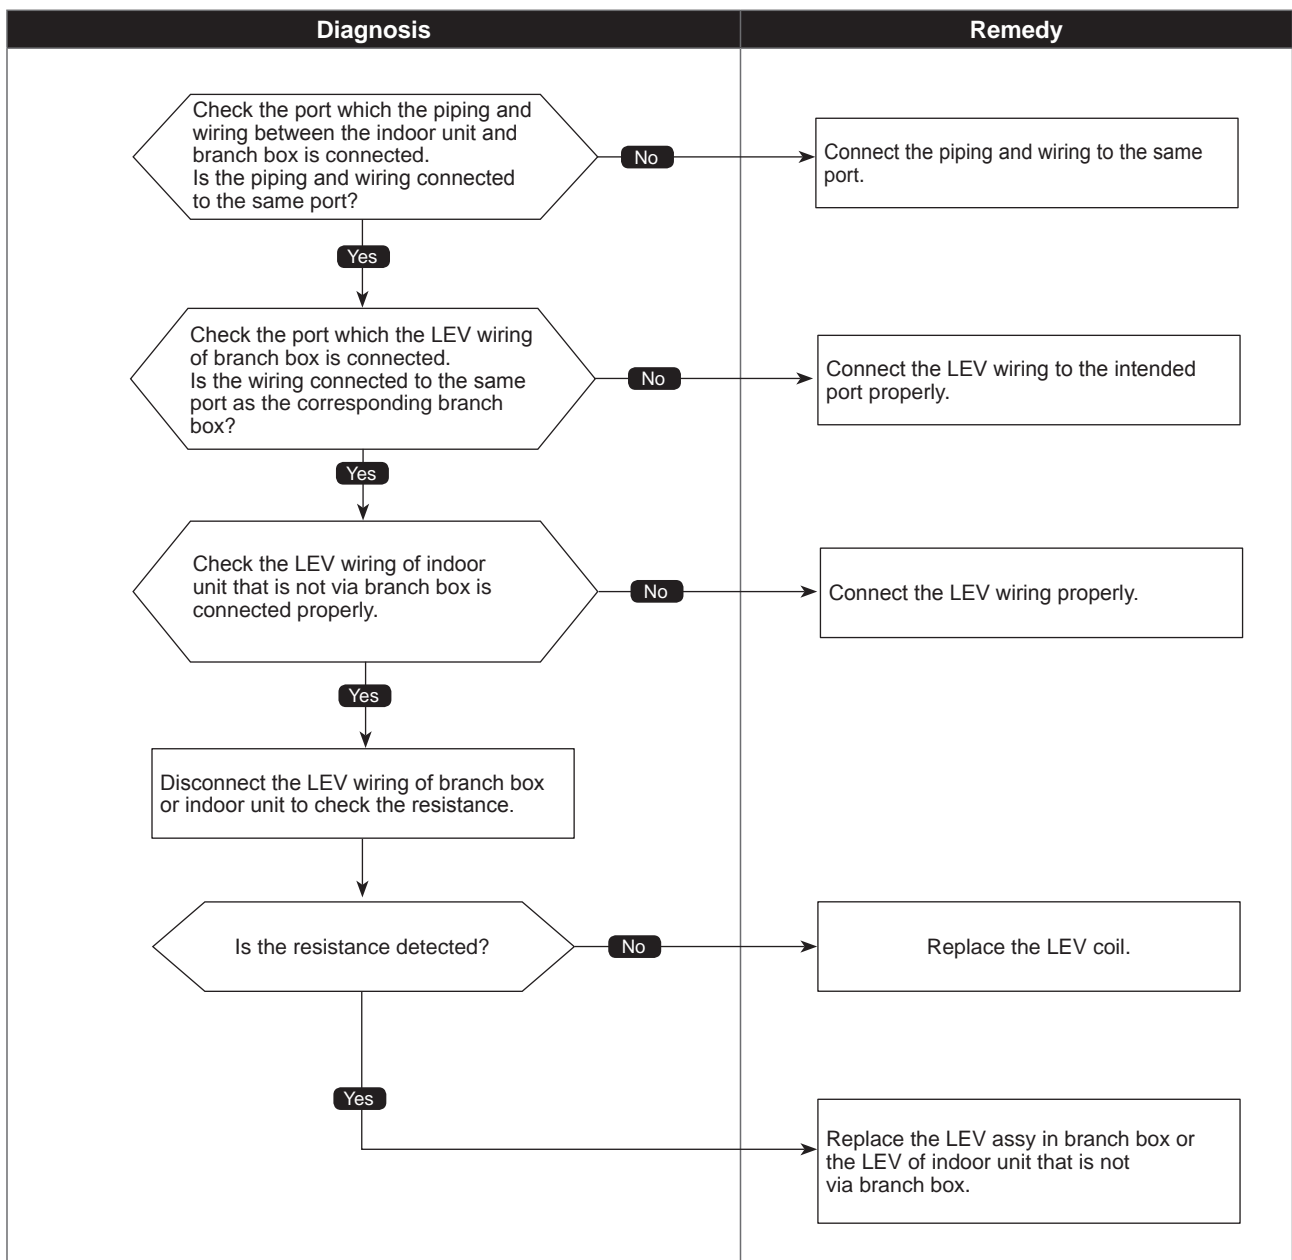 Diagnosis
Remedy
Check the port which the piping and
wiring between the indoor unit and
branch box is connected.
Is the piping and wiring connected
to the same port?
No
Connect the piping and wiring to the same
port.
Yes
Check the port which the LEV wiring
of branch box is connected.
Is the wiring connected to the same
port as the corresponding branch
box?
No
Connect the LEV wiring to the intended
port properly.
Yes
Check the LEV wiring of indoor
unit that is not via branch box is
connected properly.
No
Connect the LEV wiring properly.
Yes
Disconnect the LEV wiring of branch box
or indoor unit to check the resistance.
Is the resistance detected?
No
Replace the LEV coil.
Yes
Replace the LEV assy in branch box or
the LEV of indoor unit that is not
via branch box.